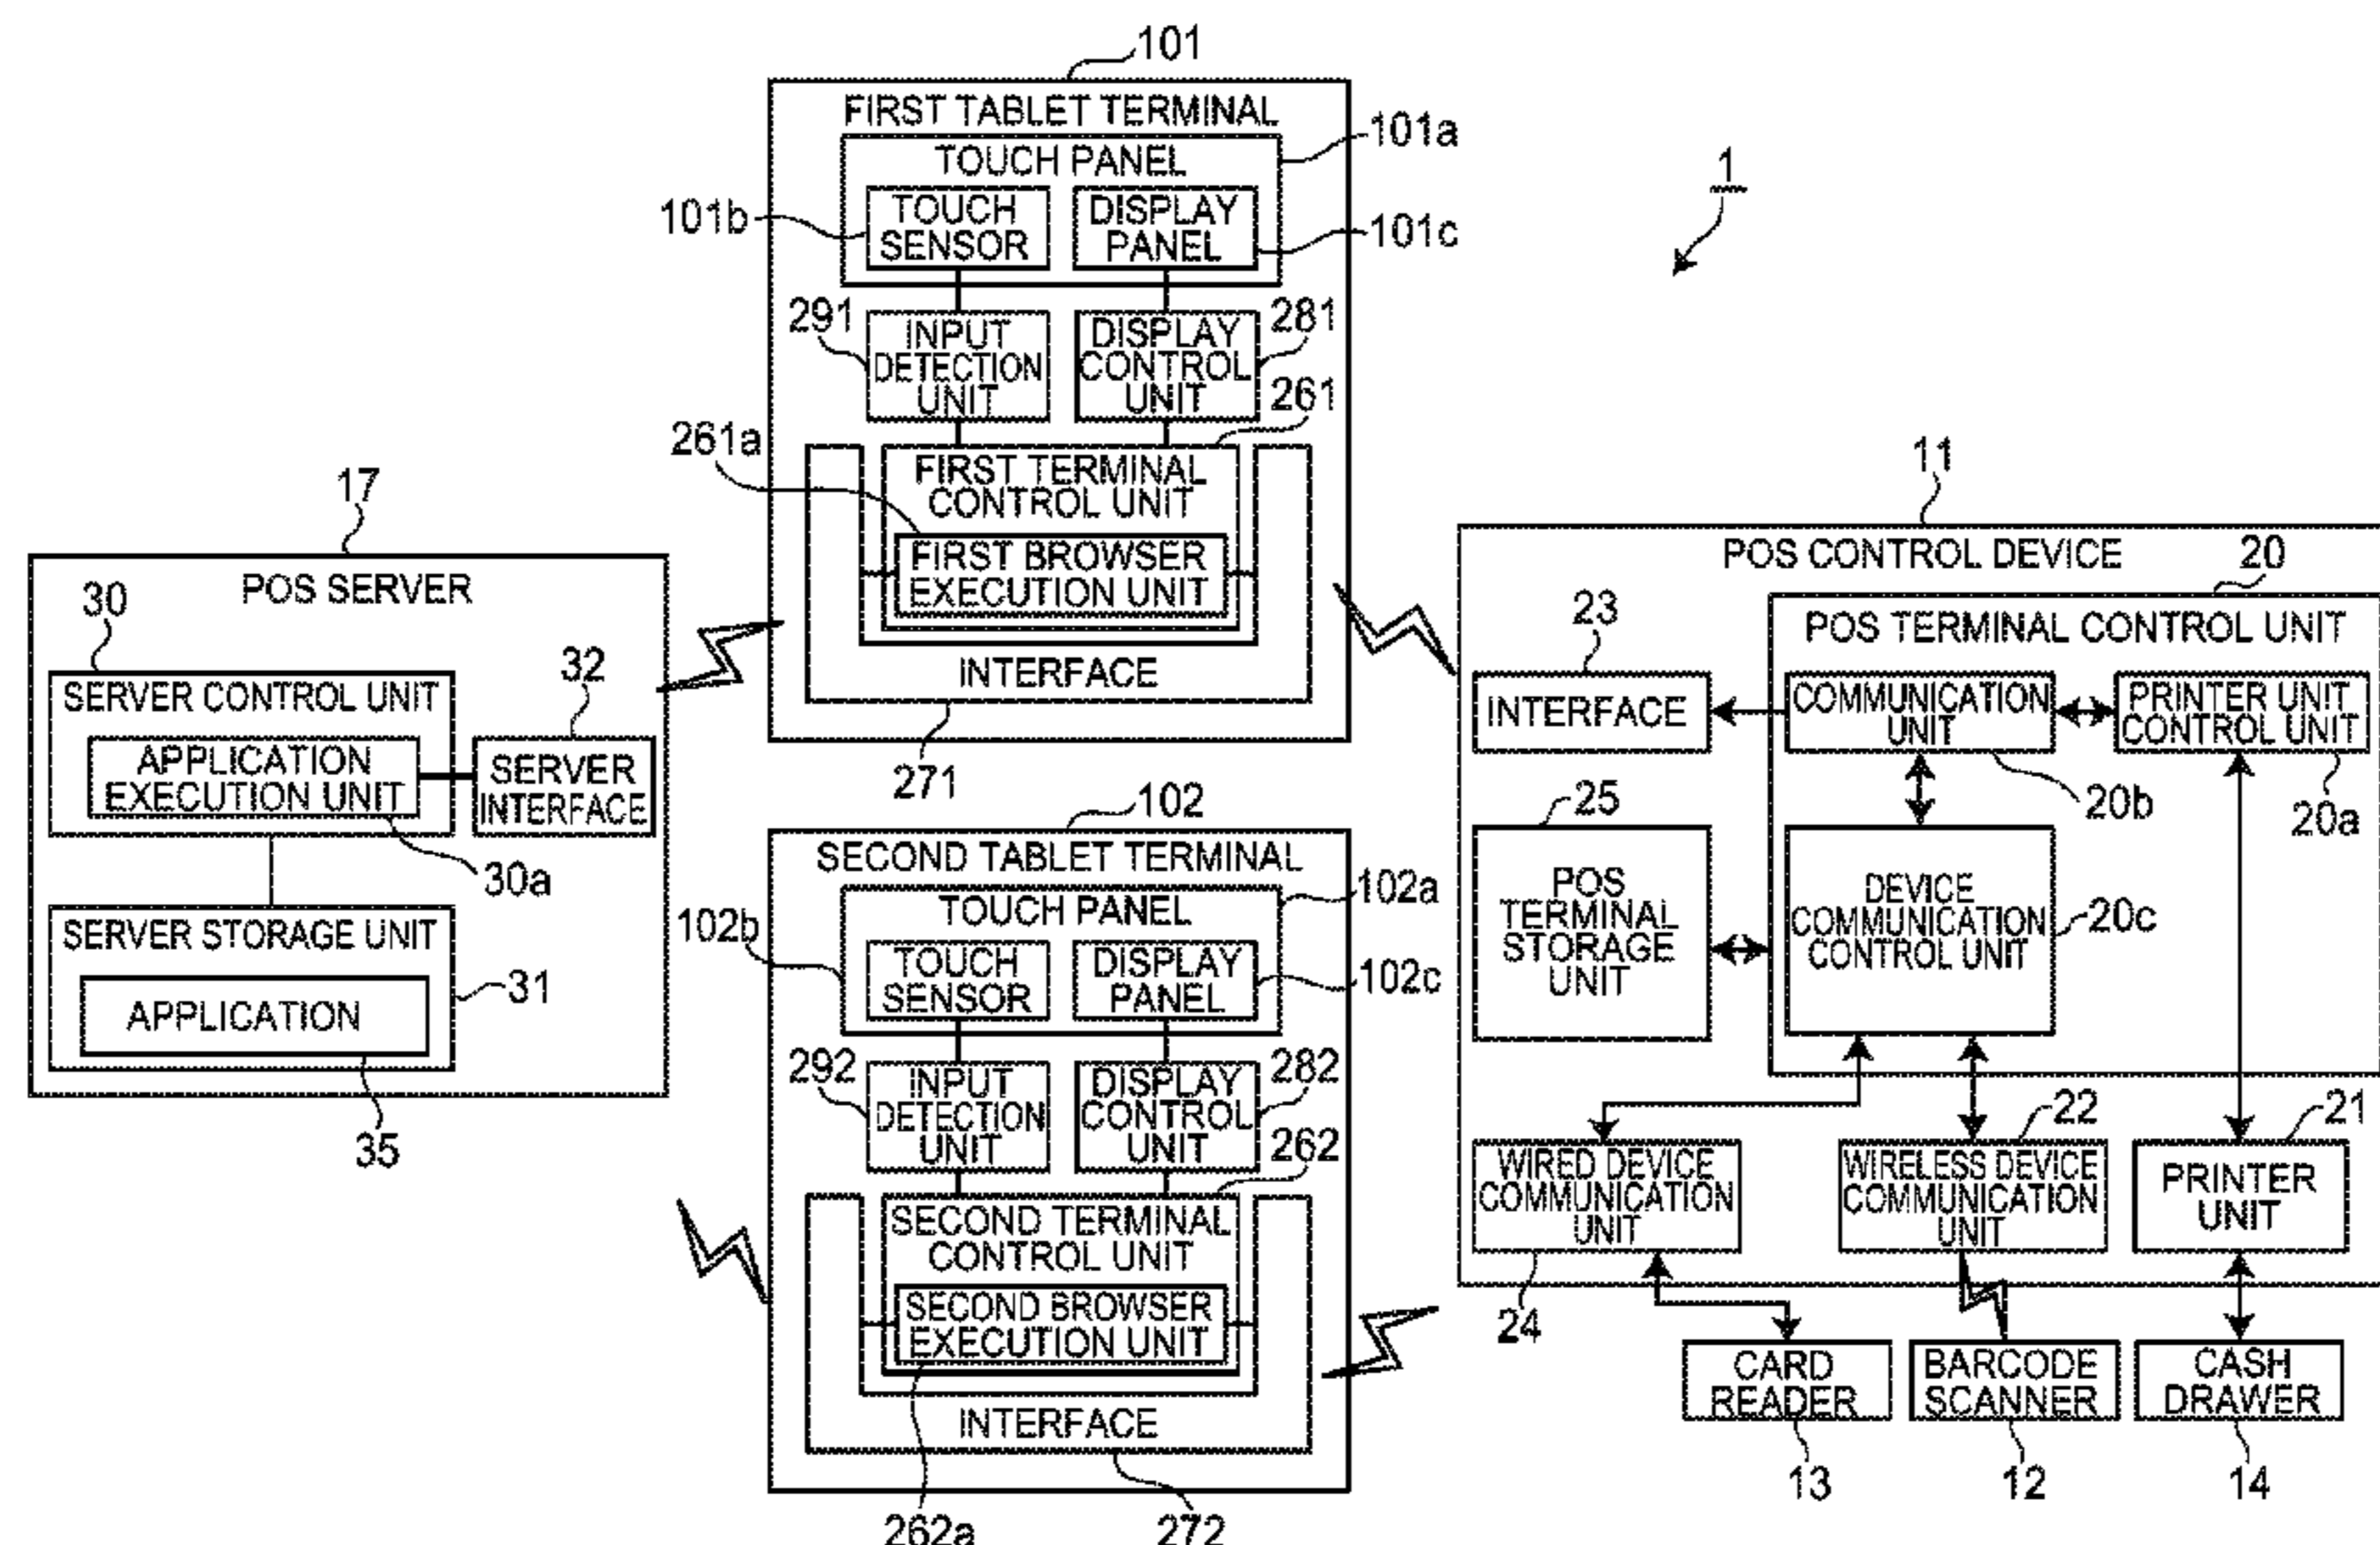 101
FIRST TABLET TERMINAL
101a
TOUCH PANEL
1
101b
TOUCH
SENSOR
DISPLAY
PANEL
101c
291
INPUT
DETECTION
UNIT
281
DISPLAY
CONTROL
UNIT
261
261a
FIRST TERMINAL
CONTROL UNIT
FIRST BROWSER
EXECUTION UNIT
INTERFACE
271
17
POS SERVER
30
SERVER CONTROL UNIT
APPLICATION
EXECUTION UNIT
32
SERVER
INTERFACE
30a
SERVER STORAGE UNIT
31
APPLICATION
35
102
SECOND TABLET TERMINAL
102a
TOUCH PANEL
102b
TOUCH
SENSOR
DISPLAY
PANEL
102c
292
INPUT
DETECTION
UNIT
282
DISPLAY
CONTROL
UNIT
262
SECOND TERMINAL
CONTROL UNIT
SECOND BROWSER
EXECUTION UNIT
INTERFACE
262a
272
11
POS CONTROL DEVICE
20
POS TERMINAL CONTROL UNIT
23
INTERFACE
COMMUNICATION
UNIT
PRINTER UNIT
CONTROL UNIT
20b
20a
25
POS
TERMINAL
STORAGE
UNIT
DEVICE
COMMUNICATION
CONTROL UNIT
20c
22
21
WIRED DEVICE
COMMUNICATION
UNIT
WIRELESS DEVICE
COMMUNICATION
UNIT
PRINTER
UNIT
24
CARD
READER
BARCODE
SCANNER
CASH
DRAWER
13
12
14